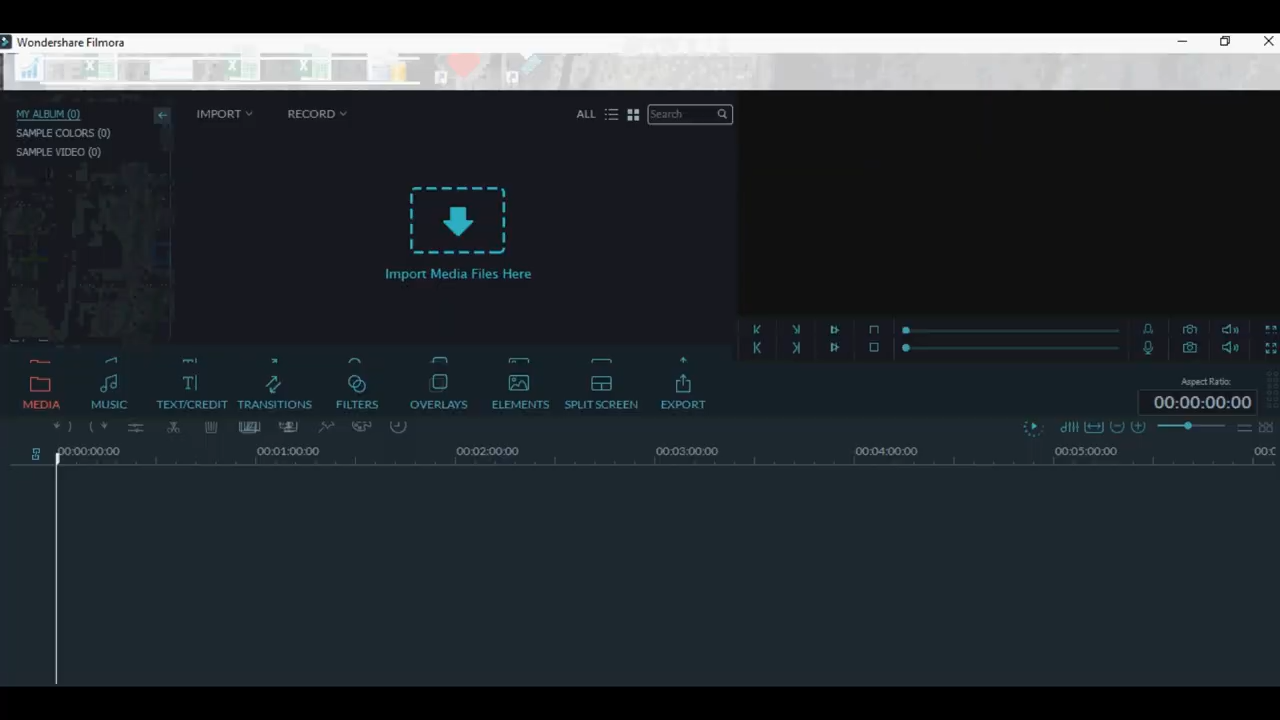 Wondershare Filmora
MY ALBUM (0)
SAMPLE COLORS (0)
SAMPLE VIDEO (0)
IMPORT
RECORD
ALL
Search
Import Media Files Here
MEDIA
MUSIC
TEXT/CREDIT
TRANSITIONS
FILTERS
OVERLAYS
ELEMENTS
SPLIT SCREEN
EXPORT
Aspect Ratio:
00:00:00:00
00:00:00:00
00:01:00:00
00:02:00:00
00:03:00:00
00:04:00:00
00:05:00:00